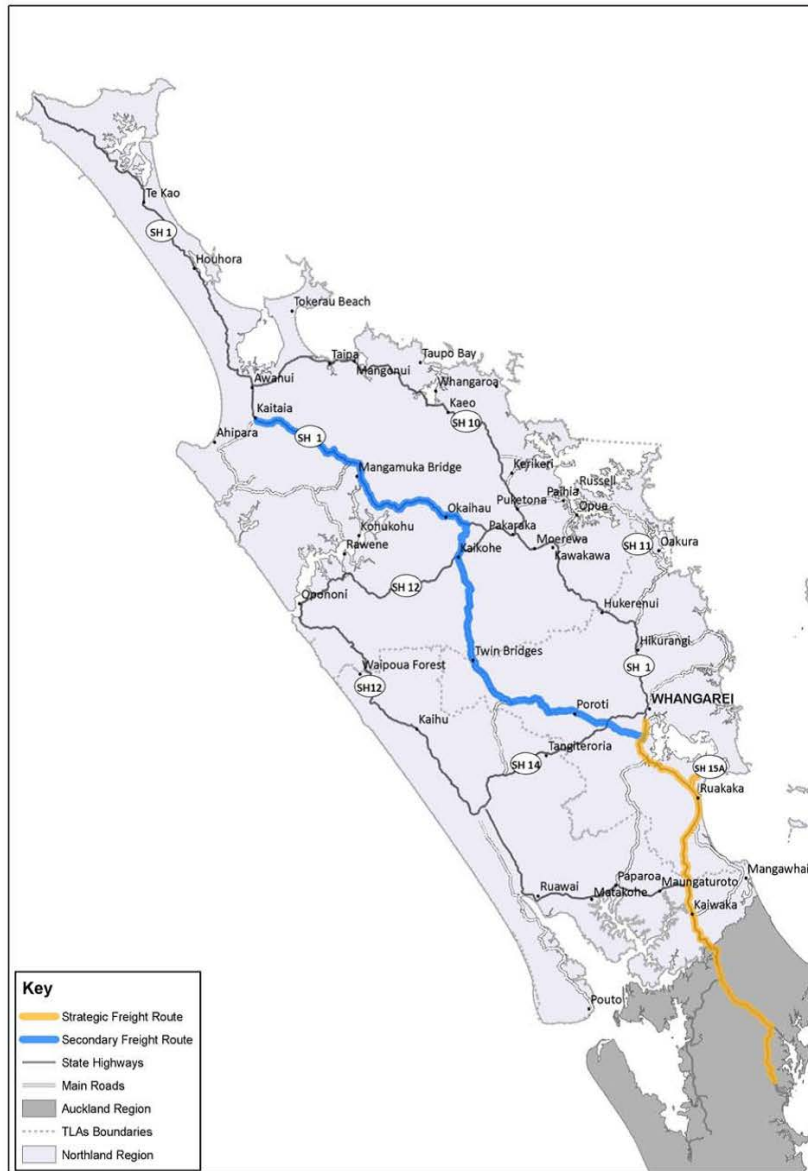 Te Kao
SH 1
Houhora
Tokerau Beach
Taipa
Taupo Bay
Mangonui
Awanui
Whangaroa
Kaeo
Kaitaia
SH 10
SH 1
Ahipara
Kerikeri
Mangamuka Bridge
Russell
Paihia
Puketona
Opua
Okaihau
Pakaraka
Kohukohu
Moerewa
SH 11
Oakura
Rawene
Kaikohe
Kawakawa
SH 12
Opononi
Hukerenui
Hikurangi
Twin Bridges
SH 1
Waipoua Forest
SH12
WHANGAREI
Poroti
Kaihu
Tangiteroria
SH 14
SH 15A
Ruakaka
Mangawhai
Paparoa
Maungaturoto
Ruawai
Matakohe
Kaiwaka
Pouto
Key
Strategic Freight Route
Secondary Freight Route
State Highways
Main Roads
Auckland Region
TLAs Boundaries
Northland Region